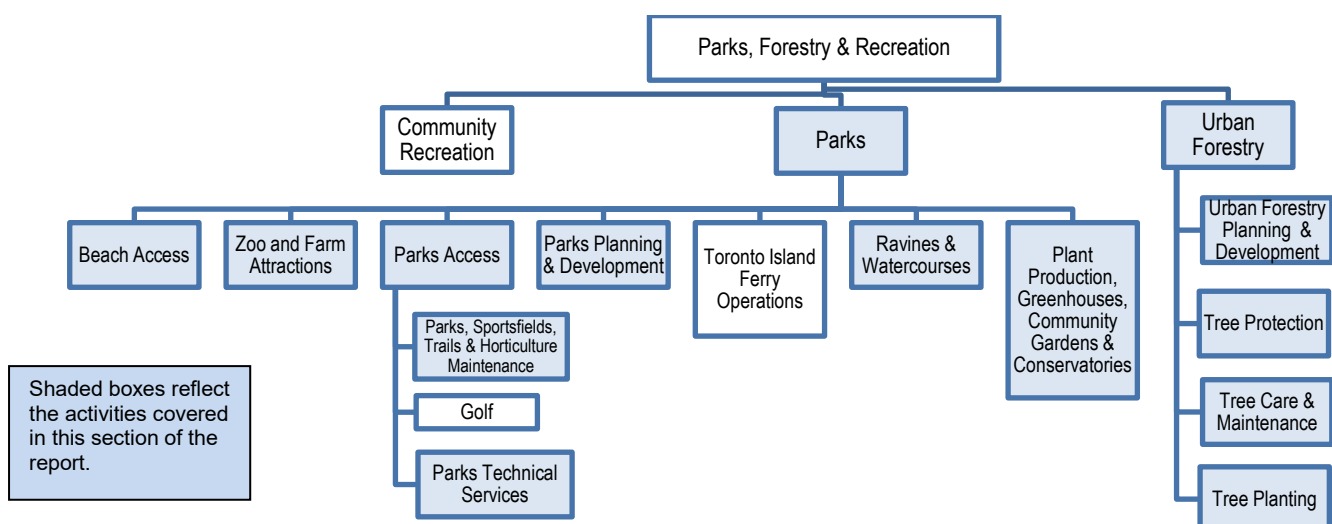 Parks, Forestry & Recreation
Community
Recreation
Parks
Urban
Forestry
Beach Access
Zoo and Farm
Attractions
Parks Access
Parks Planning
& Development
Toronto Island
Ferry
Operations
Ravines &
Watercourses
Plant
Production,
Greenhouses,
Community
Gardens &
Conservatories
Urban Forestry
Planning &
Development
Parks, Sportsfields,
Trails & Horticulture
Maintenance
Golf
Parks Technical
Services
Tree Protection
Tree Care &
Maintenance
Tree Planting
Shaded boxes reflect
the activities covered
in this section of the
report.